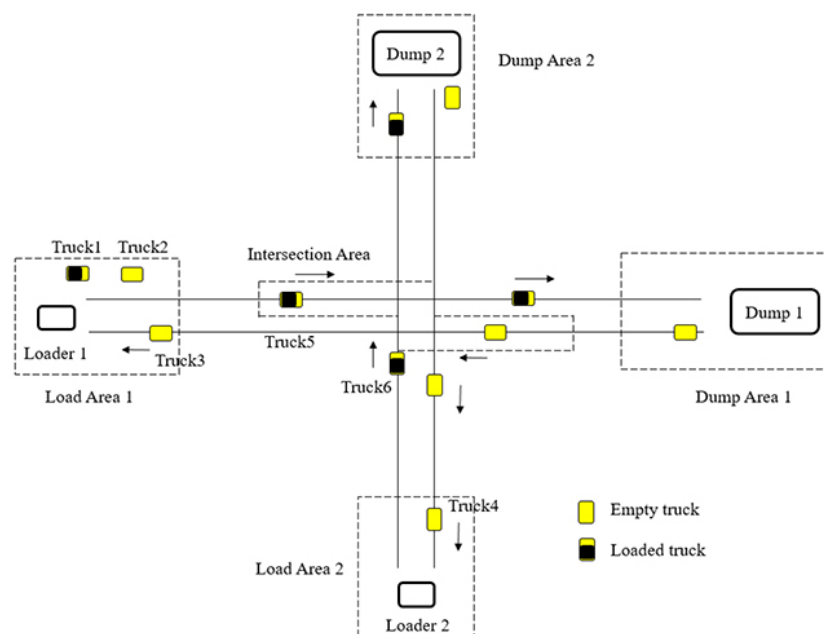 Dump 2
Dump Area 2
Truck1
Truck2
Intersection Area
Loader 1
Truck3
Truck5
Dump 1
Load Area 1
Truck6
Dump Area 1
Truck4
Empty truck
Loaded truck
Load Area 2
Loader 2